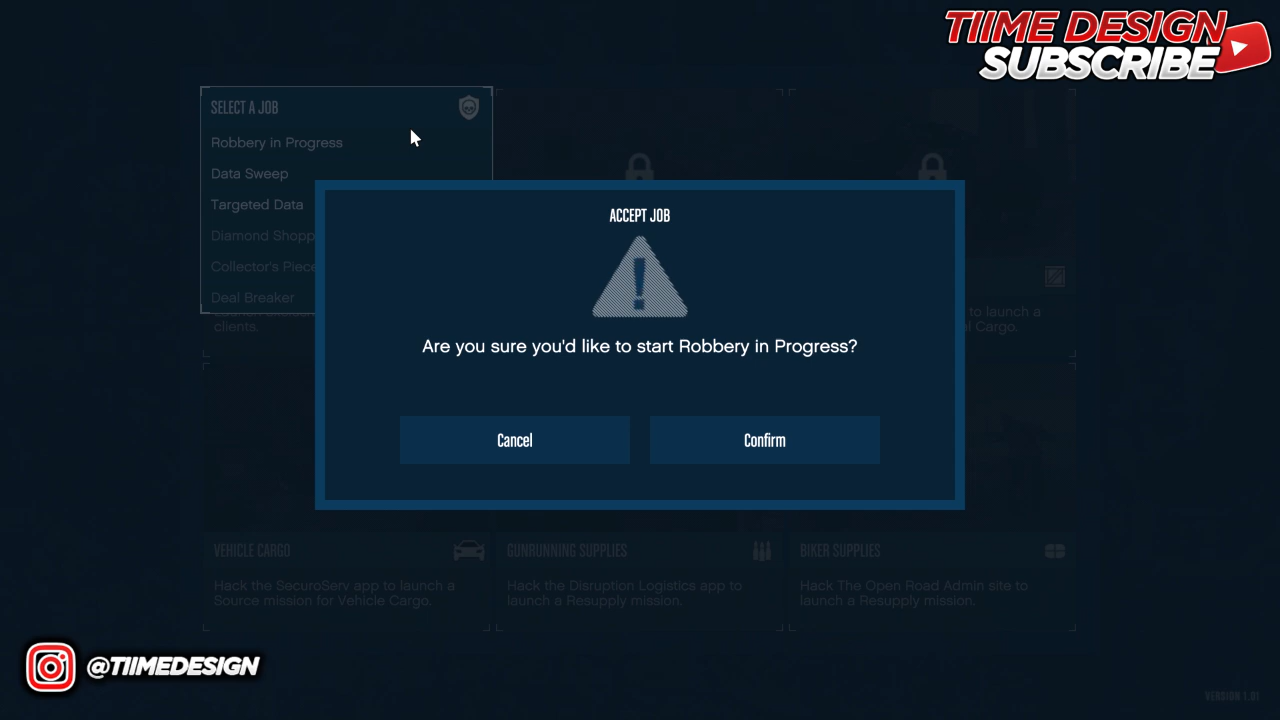 TIIME DESIGN
SUBSCRIBE
SELECT A JOB
Robbery in Progress
Data Sweep
Targeted Data
Diamond Shopp
Collector's Piece
Deal Breaker
clients.
to launch a
l Cargo.
ACCEPT JOB
Are you sure you'd like to start Robbery in Progress?
Cancel
Confirm
VEHICLE CARGO
Hack the SecuroServ app to launch a
Source mission for Vehicle Cargo.
GUNRUNNING SUPPLIES
Hack the Disruption Logistics app to
launch a Resupply mission.
BIKER SUPPLIES
Hack The Open Road Admin site to
launch a Resupply mission.
@TIIMEDESIGN
VERSION 1.01